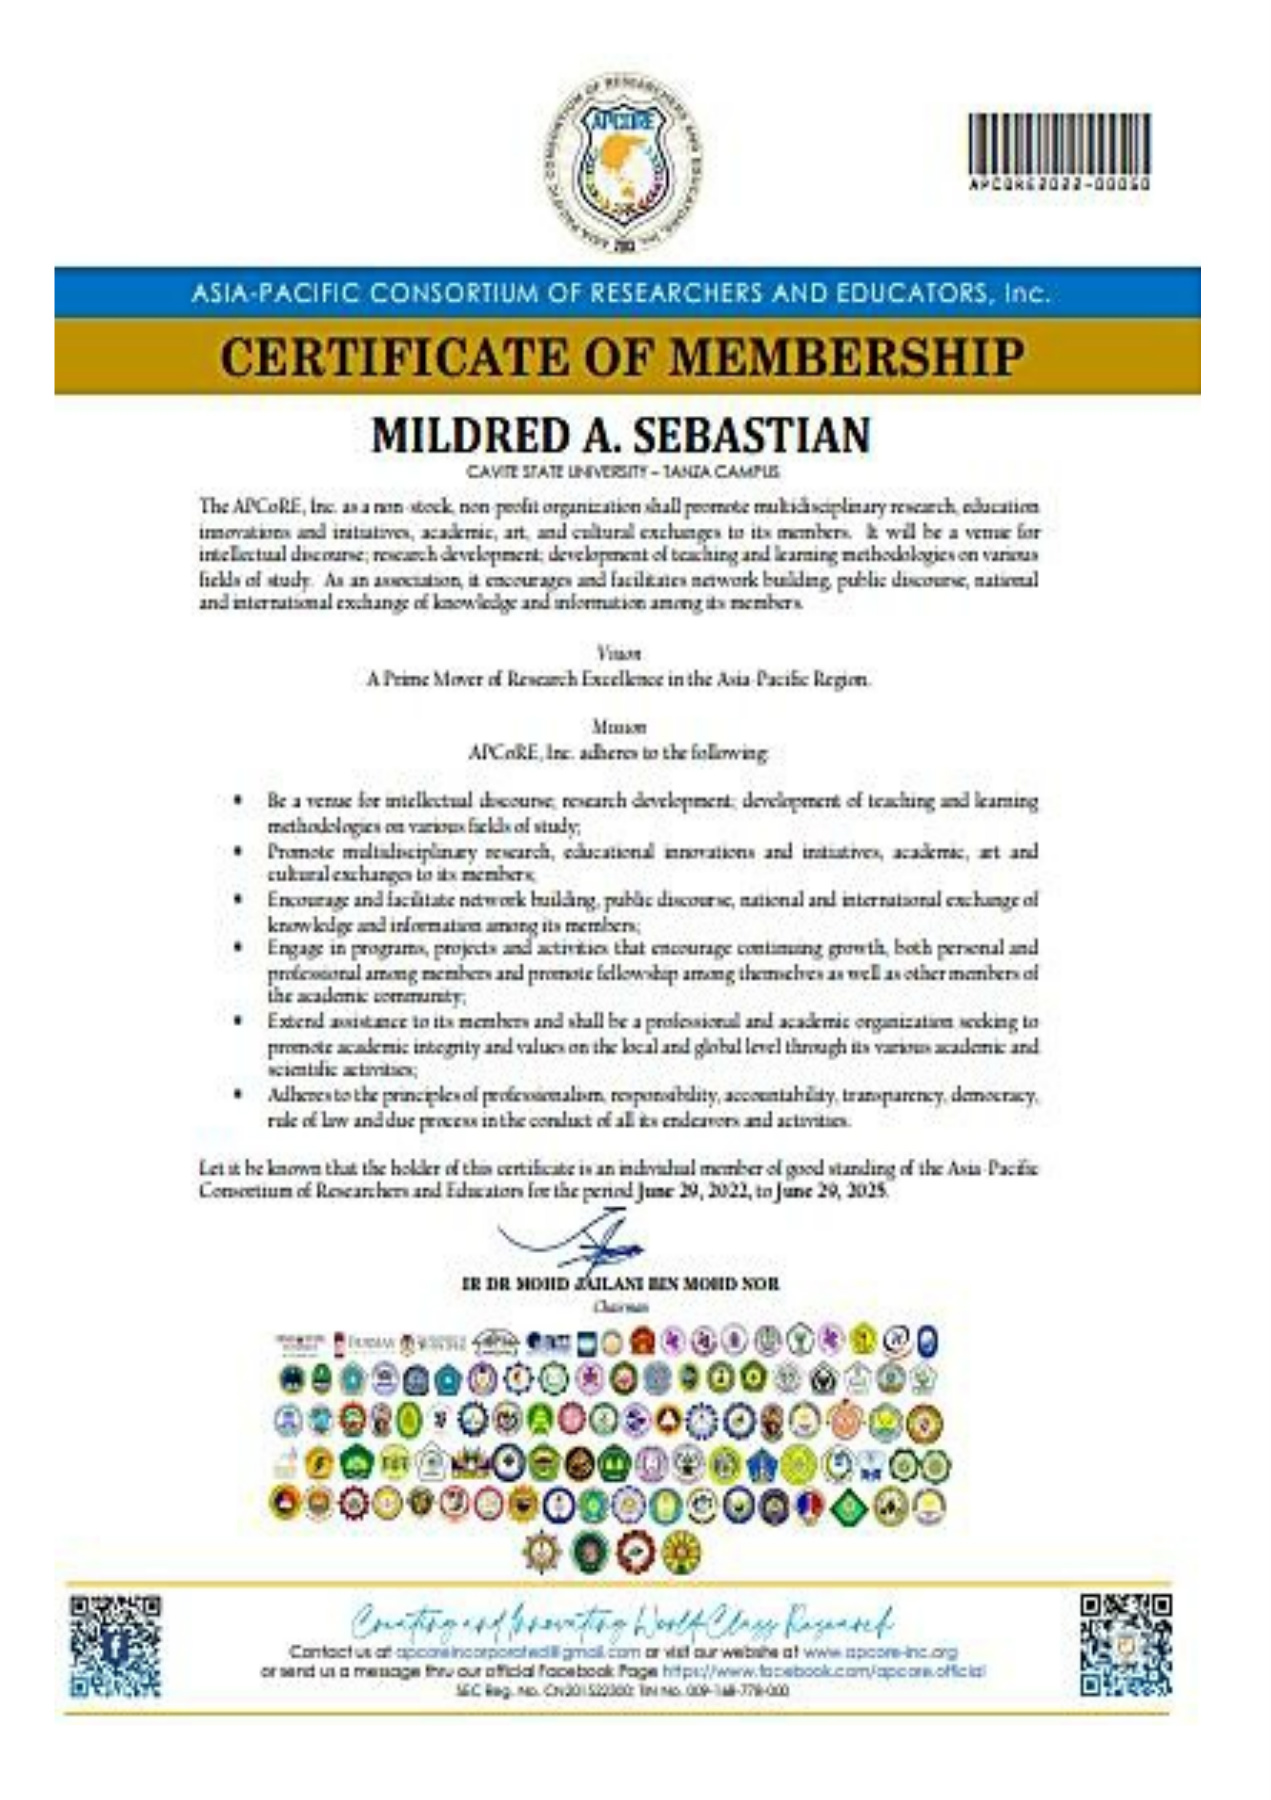 ASIA PACIFIC CONSORTIUM OF RESEARCHERS AND EDUCATORS, Inc.
APCORE
2013
APCORE2022-00050
ASIA-PACIFIC CONSORTIUM OF RESEARCHERS AND EDUCATORS, Inc.
CERTIFICATE OF MEMBERSHIP
MILDRED A. SEBASTIAN
CAVITE STATE UNIVERSITY – TANZA CAMPUS
The APCoRE, Inc. as a non-stock, non-profit organization shall promote multidisciplinary research, education
innovations and initiatives, academic, art, and cultural exchanges to its members. It will be a venue for
intellectual discourse; research development; development of teaching and learning methodologies on various
fields of study. As an association, it encourages and facilitates network building, public discourse, national
and international exchange of knowledge and information among its members.
Vision
A Prime Mover of Research Excellence in the Asia-Pacific Region.
Mission
APCoRE, Inc. adheres to the following:
• Be a venue for intellectual discourse; research development; development of teaching and learning
methodologies on various fields of study;
• Promote multidisciplinary research, educational innovations and initiatives, academic, art and
cultural exchanges to its members;
• Encourage and facilitate network building, public discourse, national and international exchange of
knowledge and information among its members;
• Engage in programs, projects and activities that encourage continuing growth, both personal and
professional among members and promote fellowship among themselves as well as other members of
the academic community;
• Extend assistance to its members and shall be a professional and academic organization seeking to
promote academic integrity and values on the local and global level through its various academic and
scientific activities;
• Adheres to the principles of professionalism, responsibility, accountability, transparency, democracy,
rule of law and due process in the conduct of all its endeavors and activities.
Let it be known that the holder of this certificate is an individual member of good standing of the Asia-Pacific
Consortium of Researchers and Educators for the period June 29, 2022, to June 29, 2025.
IR DR MOHD JAILANI BIN MOHD NOR
Chairman
Creating and Innovating World Class Research
Contact us at apcoreincorporated@gmail.com or visit our website at www.apcore-inc.org
or send us a message thru our official Facebook Page https://www.facebook.com/apcore.official
SEC Reg. No. CN201522300; TIN No. 009-168-778-000